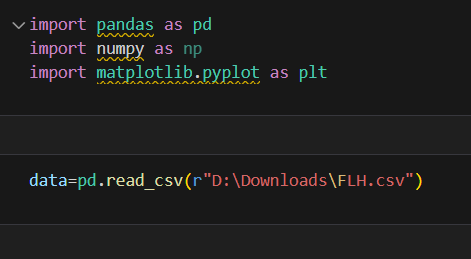 import pandas as pd
import numpy as np
import matplotlib.pyplot as plt
data=pd.read_csv(r"D:\Downloads\FLH.csv")